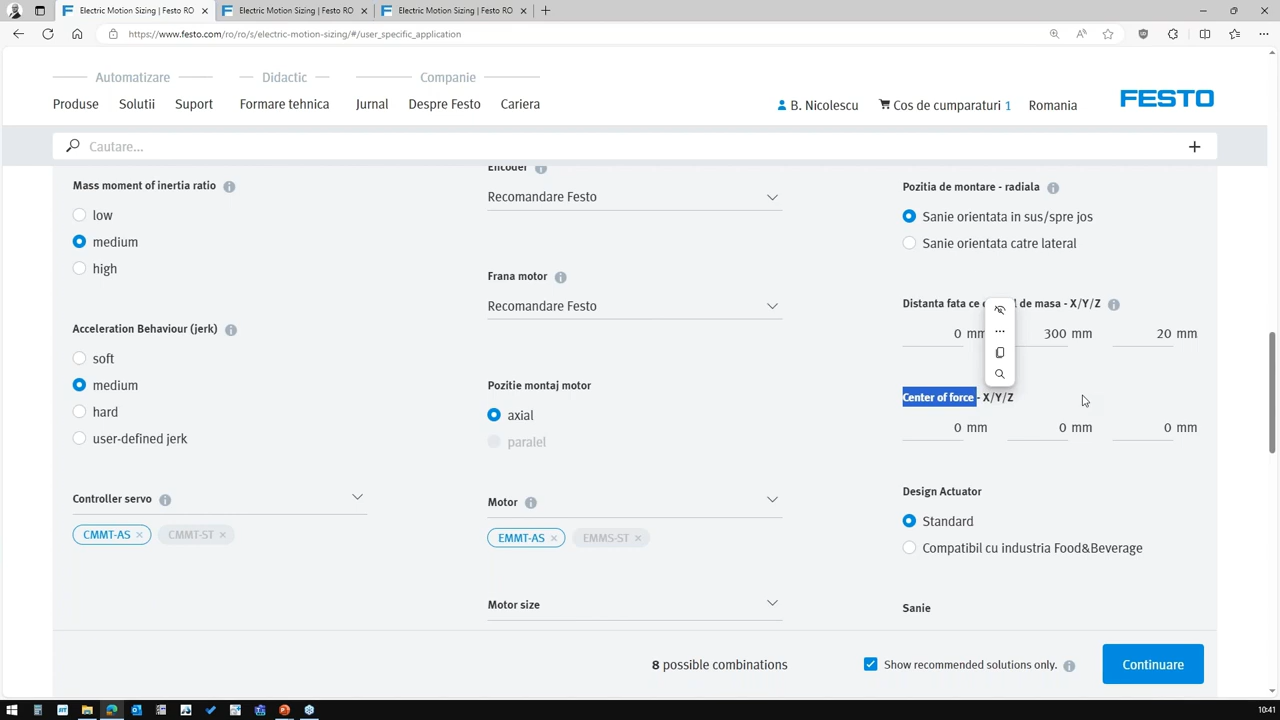 Electric Motion Sizing | Festo RO
Electric Motion Sizing | Festo RO
Electric Motion Sizing | Festo RO
https://www.festo.com/ro/ro/s/electric-motion-sizing/#/user_specific_application
Automatizare
Didactic
Companie
Produse
Solutii
Suport
Formare tehnica
Jurnal
Despre Festo
Cariera
B. Nicolescu
Cos de cumparaturi 1
Romania
FESTO
Cautare...
Mass moment of inertia ratio
low
medium
high
Acceleration Behaviour (jerk)
soft
medium
hard
user-defined jerk
Controller servo
CMMT-AS
CMMT-ST
Encoder
Recomandare Festo
Frana motor
Recomandare Festo
Pozitie montaj motor
axial
paralel
Motor
EMMT-AS
EMMS-ST
Motor size
Pozitia de montare - radiala
Sanie orientata in sus/spre jos
Sanie orientata catre lateral
Distanta fata ce de masa - X/Y/Z
0 mm 300 mm 20 mm
Center of force - X/Y/Z
0 mm 0 mm 0 mm
Design Actuator
Standard
Compatibil cu industria Food&Beverage
Sanie
8 possible combinations
Show recommended solutions only.
Continuare
10:41